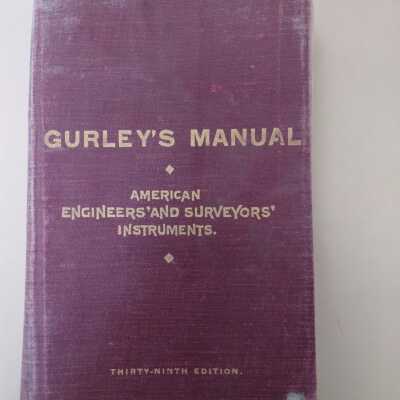 GURLEY'S MANUAL
AMERICAN
ENGINEERS' AND SURVEYORS'
INSTRUMENTS.
THIRTY-NINTH EDITION.